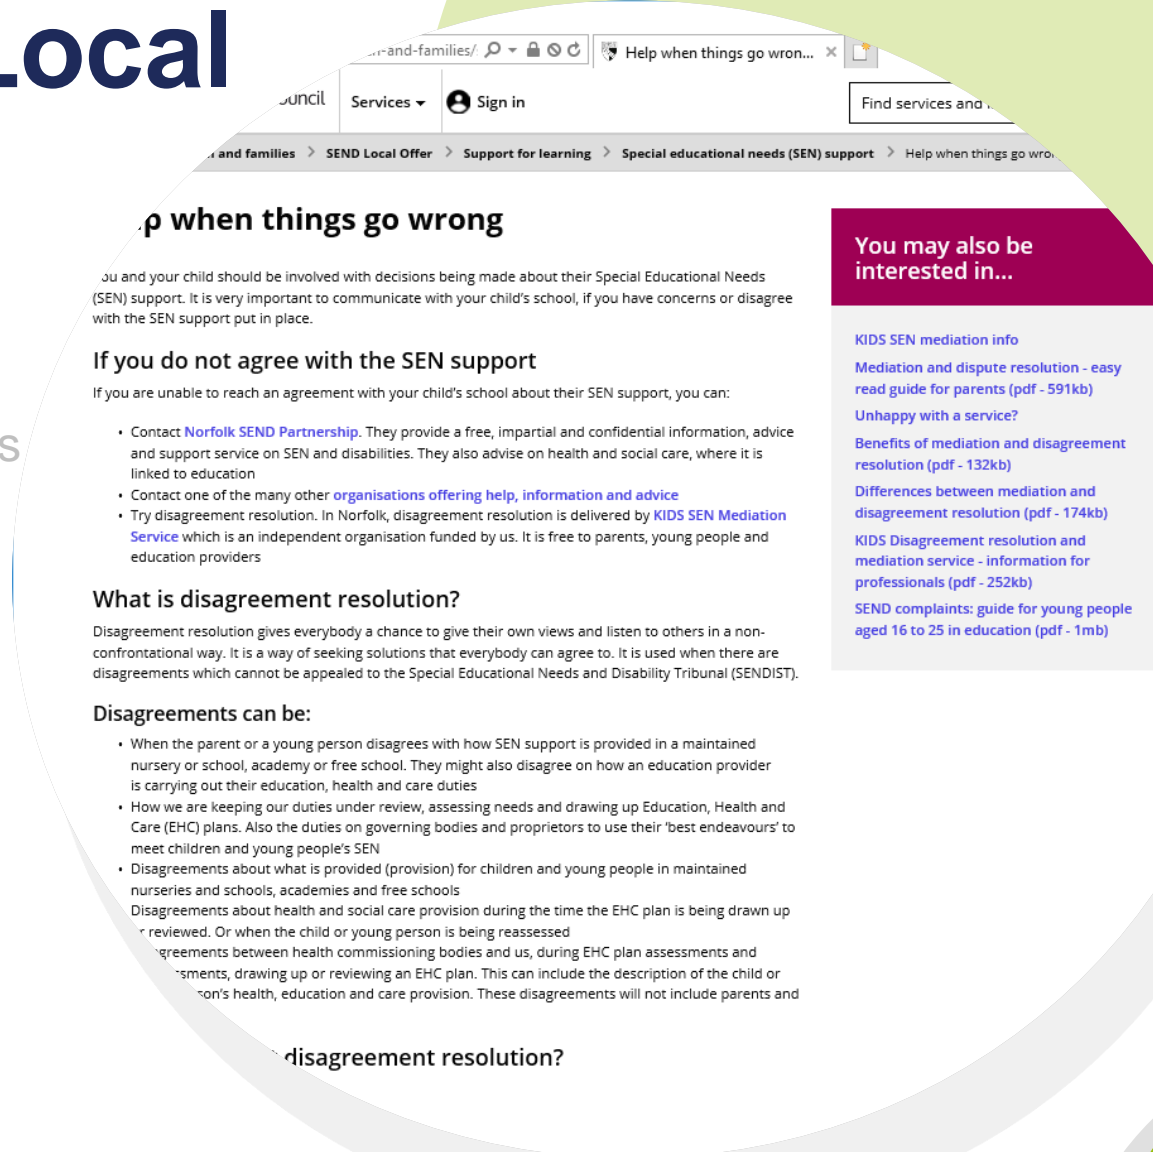 Local
and-families/
Help when things go wron...
Services
Sign in
Find services and
and families > SEND Local Offer > Support for learning > Special educational needs (SEN) support > Help when things go
when things go wrong
You may also be
interested in...
and your child should be involved with decisions being made about their Special Educational Needs
(SEN) support. It is very important to communicate with your child's school, if you have concerns or disagree
with the SEN support put in place.
If you do not agree with the SEN support
If you are unable to reach an agreement with your child's school about their SEN support, you can:
• Contact Norfolk SEND Partnership. They provide a free, impartial and confidential information, advice
and support service on SEN and disabilities. They also advise on health and social care, where it is
linked to education
• Contact one of the many other organisations offering help, information and advice
• Try disagreement resolution. In Norfolk, disagreement resolution is delivered by KIDS SEN Mediation
Service which is an independent organisation funded by us. It is free to parents, young people and
education providers
What is disagreement resolution?
Disagreement resolution gives everybody a chance to give their own views and listen to others in a non-
confrontational way. It is a way of seeking solutions that everybody can agree to. It is used when there are
disagreements which cannot be appealed to the Special Educational Needs and Disability Tribunal (SENDIST).
Disagreements can be:
• When the parent or a young person disagrees with how SEN support is provided in a maintained
nursery or school, academy or free school. They might also disagree on how an education provider
is carrying out their education, health and care duties
• How we are keeping our duties under review, assessing needs and drawing up Education, Health and
Care (EHC) plans. Also the duties on governing bodies and proprietors to use their 'best endeavours' to
meet children and young people's SEN
• Disagreements about what is provided (provision) for children and young people in maintained
nurseries and schools, academies and free schools
Disagreements about health and social care provision during the time the EHC plan is being drawn up
reviewed. Or when the child or young person is being reassessed
between health commissioning bodies and us, during EHC plan assessments and
drawing up or reviewing an EHC plan. This can include the description of the child or
health, education and care provision. These disagreements will not include parents and
disagreement resolution?
KIDS SEN mediation info
Mediation and dispute resolution - easy
read guide for parents (pdf - 591kb)
Unhappy with a service?
Benefits of mediation and disagreement
resolution (pdf - 132kb)
Differences between mediation and
disagreement resolution (pdf - 174kb)
KIDS Disagreement resolution and
mediation service - information for
professionals (pdf - 252kb)
SEND complaints: guide for young people
aged 16 to 25 in education (pdf - 1mb)